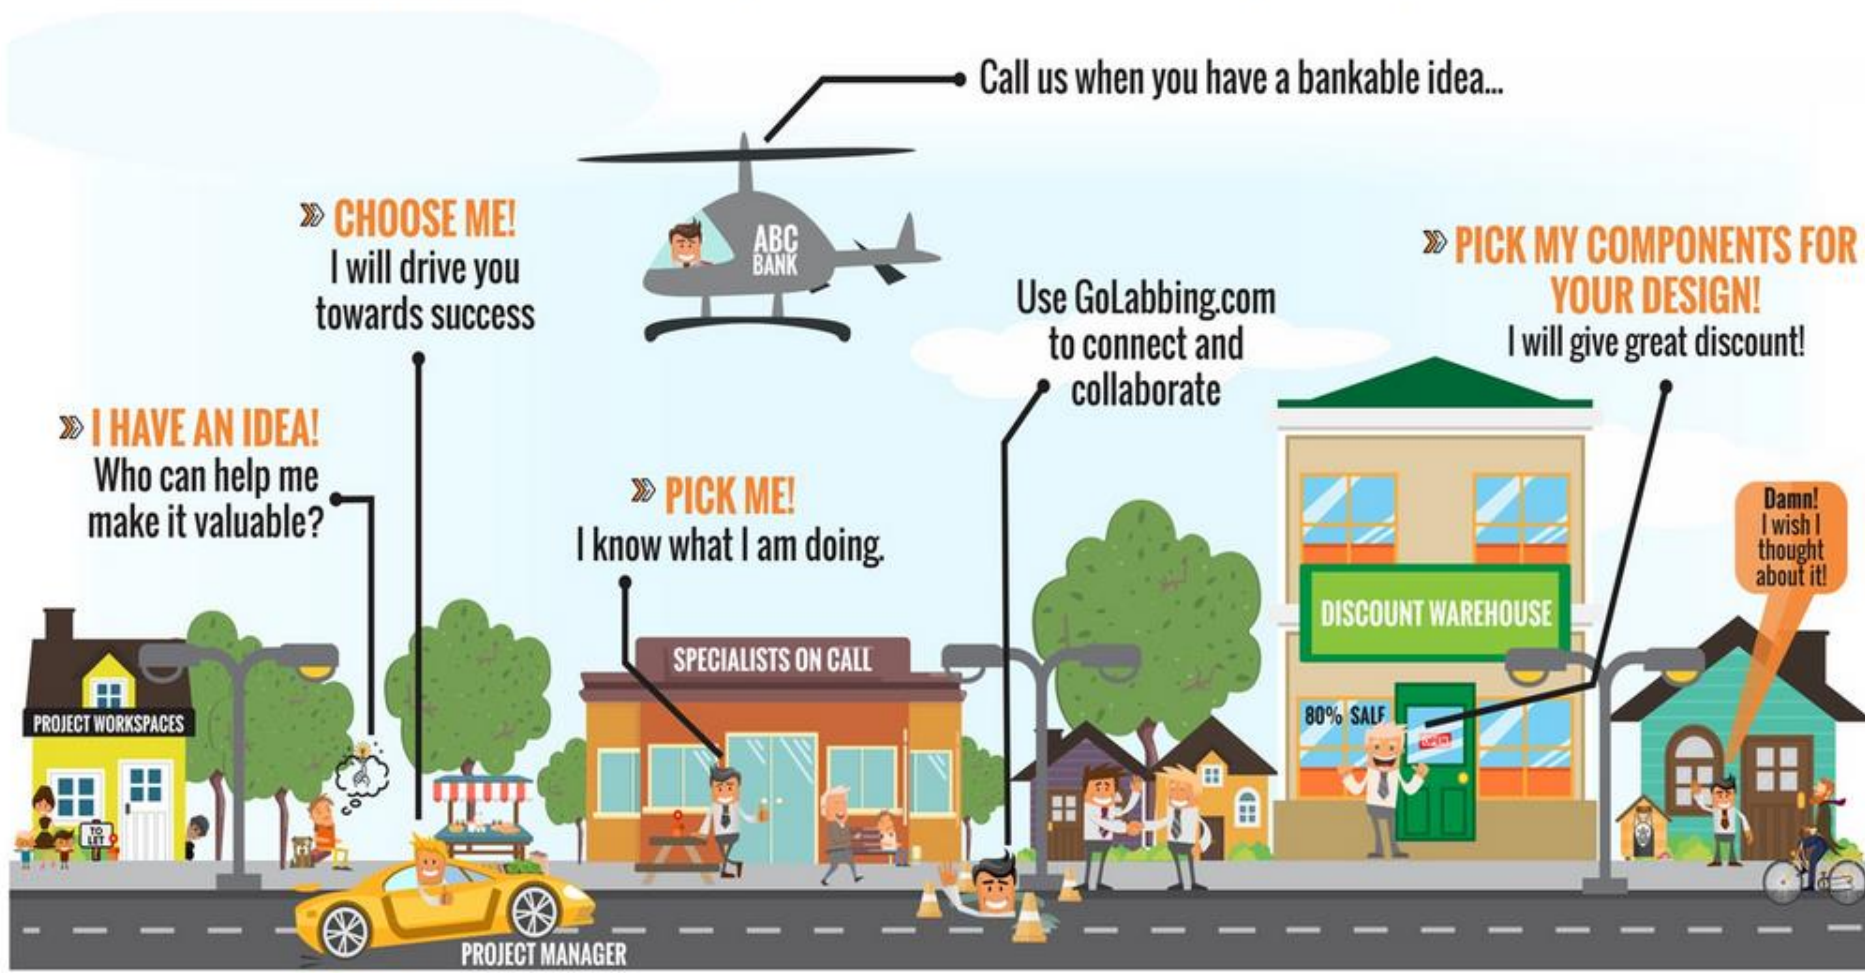 Call us when you have a bankable idea...
CHOOSE ME!
I will drive you
towards success
ABC
BANK
Use GoLabbing.com
to connect and
collaborate
PICK MY COMPONENTS FOR
YOUR DESIGN!
I will give great discount!
I HAVE AN IDEA!
Who can help me
make it valuable?
PICK ME!
I know what I am doing.
Damn!
I wish I
thought
about it!
DISCOUNT WAREHOUSE
SPECIALISTS ON CALL
PROJECT WORKSPACES
80% SALE
OPEN
TO
LET
PROJECT MANAGER